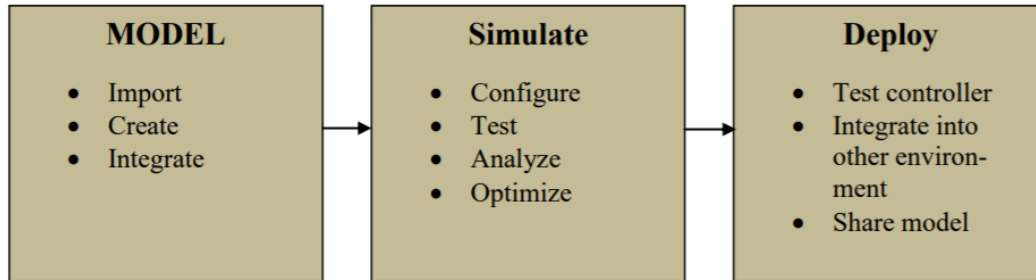 MODEL
• Import
• Create
• Integrate
Simulate
• Configure
• Test
• Analyze
• Optimize
Deploy
• Test controller
• Integrate into
other environ-
ment
• Share model